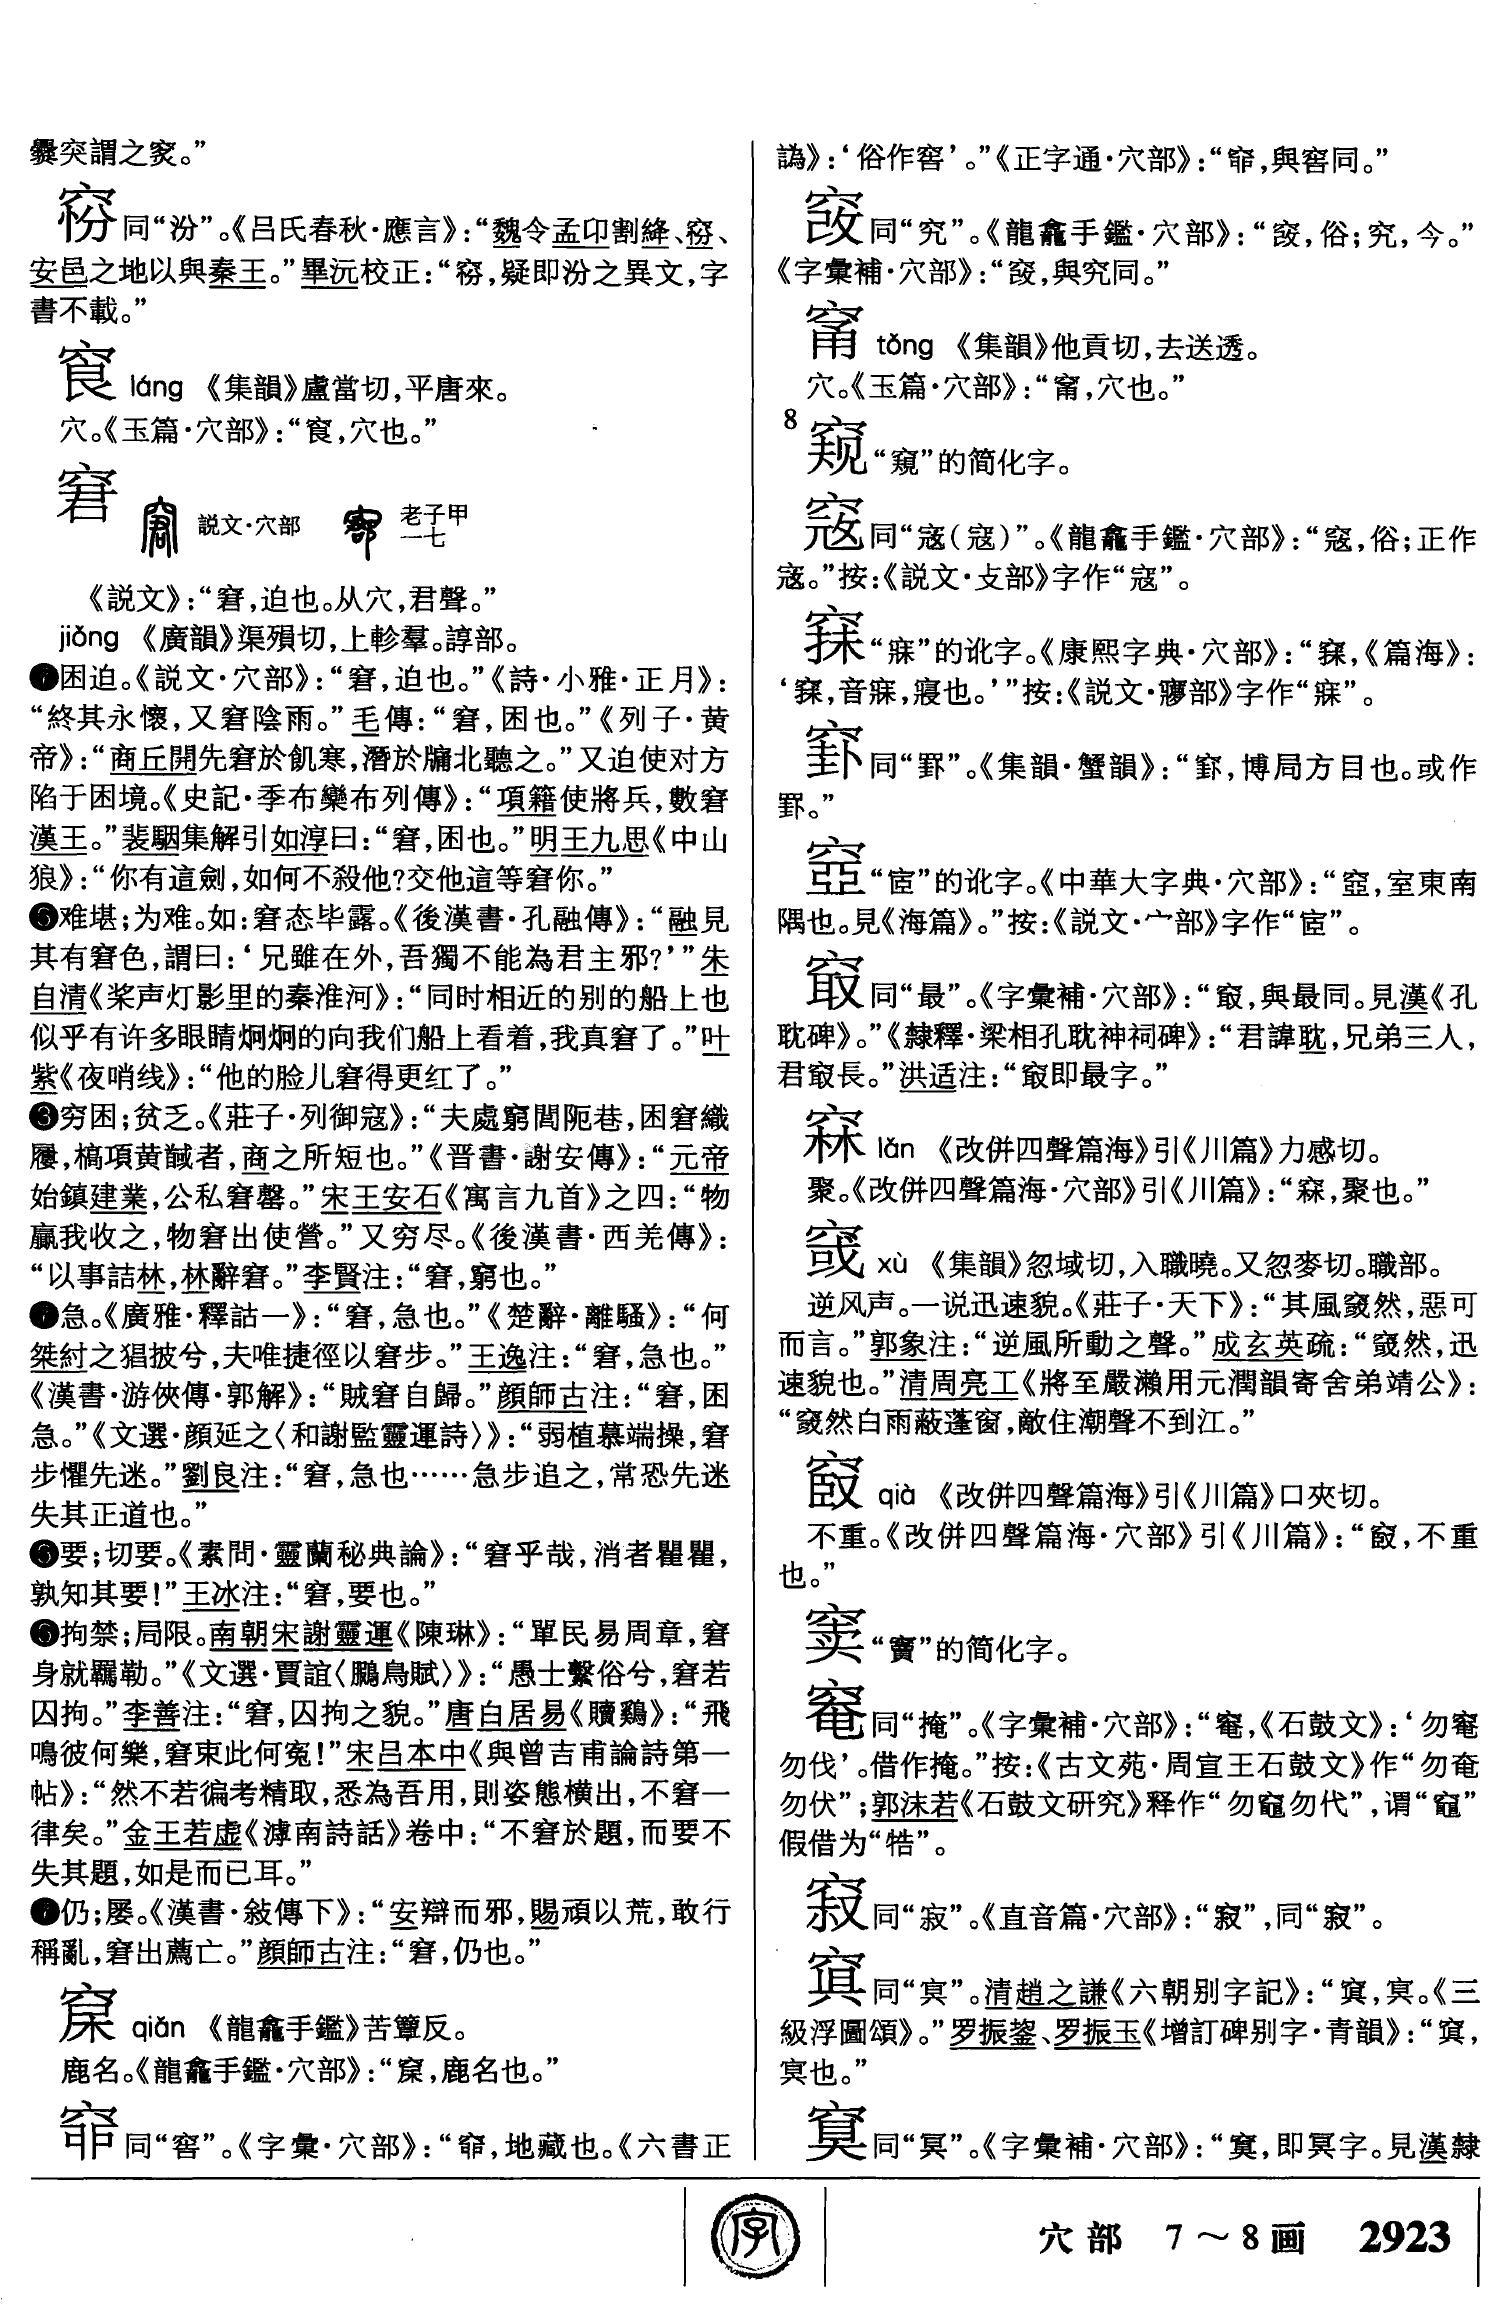 爨突謂之窔。”
𥥧同“汾”。《吕氏春秋·應言》：“魏令孟卬割絳、𥥧、
安邑之地以與秦王。”畢沅校正：“𥥧，疑即汾之異文，字
書不載。”
láng 《集韻》盧當切，平唐來。
穴。《玉篇·穴部》：“穴也。”
窘
説文·穴部 老子甲
一七
《説文》：“窘，迫也。从穴，君聲。”
jiǒng 《廣韻》渠殞切，上軫羣。諄部。
困迫。《説文·穴部》：“窘，迫也。”《詩·小雅·正月》：
“終其永懷，又窘陰雨。”毛傳：“窘，困也。”《列子·黄
帝》：“商丘開先窘於飢寒，潛於牖北聽之。”又迫使对方
陷于困境。《史記·季布欒布列傳》：“項籍使將兵，數窘
漢王。”裴駰集解引如淳曰：“窘，困也。”明王九思《中山
狼》：“你有這劍，如何不殺他？交他這等窘你。”
难堪；为难。如：窘态毕露。《後漢書·孔融傳》：“融見
其有窘色，謂曰：‘兄雖在外，吾獨不能為君主邪？’”朱
自清《桨声灯影里的秦淮河》：“同时相近的别的船上也
似乎有许多眼睛炯炯的向我们船上看着，我真窘了。”叶
紫《夜哨线》：“他的脸儿窘得更红了。”
❸穷困；贫乏。《莊子·列御寇》：“夫處窮閭阨巷，困窘織
屨，槁項黄馘者，商之所短也。”《晋書·謝安傳》：“元帝
始鎮建業，公私窘罄。”宋王安石《寓言九首》之四：“物
贏我收之，物窘出使營。”又穷尽。《後漢書·西羌傳》：
“以事詰林，林辭窘。”李賢注：“窘，窮也。”
急。《廣雅·釋詁一》：“窘，急也。”《楚辭·離騷》：“何
桀紂之猖披兮，夫唯捷徑以窘步。”王逸注：“窘，急也。”
《漢書·游俠傳·郭解》：“賊窘自歸。”顔師古注：“窘，困
急。”《文選·顔延之〈和謝監靈運詩〉》：“弱植慕端操，窘
步懼先迷。”劉良注：“窘，急也……急步追之，常恐先迷
失其正道也。”
要；切要。《素問·靈蘭秘典論》：“窘乎哉，消者瞿瞿，
孰知其要！”王冰注：“窘，要也。”
拘禁；局限。南朝宋謝靈運《陳琳》：“單民易周章，窘
身就羈勒。”《文選·賈誼〈鵩鳥賦〉》：“愚士繫俗兮，窘若
囚拘。”李善注：“窘，囚拘之貌。”唐白居易《贖鷄》：“飛
鳴彼何樂，窘束此何冤！”宋吕本中《與曾吉甫論詩第一
帖》：“然不若徧考精取，悉為吾用，則姿態横出，不窘一
律矣。”金王若虚《滹南詩話》卷中：“不窘於題，而要不
失其題，如是而已耳。”
仍；屡。《漢書·敍傳下》：“安辯而邪，賜頑以荒，敢行
稱亂，窘出薦亡。”顔師古注：“窘，仍也。”
qiǎn 《龍龕手鑑》苦簟反。
鹿名。《龍龕手鑑·穴部》：“鹿名也。”
同“窖”。《字彙·穴部》：“地藏也。《六書正
譌》：‘俗作窖’。”《正字通·穴部》：“與窖同。”
同“究”。《龍龕手鑑·穴部》：“俗；究，今。”
《字彙補·穴部》：“與究同。”
tǒng 《集韻》他貢切，去送透。
穴。《玉篇·穴部》：“穴也。”
8
窥“窺”的简化字。
同“寇（寇）”。《龍龕手鑑·穴部》：“俗；正作
寇。”按：《説文·攴部》字作“寇”。
“寐”的讹字。《康熙字典·穴部》：“《篇海》：
‘音寐，寢也。’”按：《説文·㝱部》字作“寐”。
同“罫”。《集韻·蟹韻》：“博局方目也。或作
罫。”
“宧”的讹字。《中華大字典·穴部》：“室東南
隅也。見《海篇》。”按：《説文·宀部》字作“宧”。
同“最”。《字彙補·穴部》：“與最同。見漢《孔
耽碑》。”《隸釋·梁相孔耽神祠碑》：“君諱耽，兄弟三人，
君㝡長。”洪适注：“㝡即最字。”
lǎn 《改併四聲篇海》引《川篇》力感切。
聚。《改併四聲篇海·穴部》引《川篇》：“聚也。”
窢 xù 《集韻》忽域切，入職曉。又忽麥切。職部。
逆风声。一说迅速貌。《莊子·天下》：“其風窢然，惡可
而言。”郭象注：“逆風所動之聲。”成玄英疏：“窢然，迅
速貌也。”清周亮工《將至嚴瀨用元潤韻寄舍弟靖公》：
“窢然白雨蔽蓬窗，敵住潮聲不到江。”
qià 《改併四聲篇海》引《川篇》口夾切。
不重。《改併四聲篇海·穴部》引《川篇》：“不重
也。”
窦“竇”的简化字。
同“掩”。《字彙補·穴部》：“《石鼓文》：‘勿
勿伐’。借作掩。”按：《古文苑·周宣王石鼓文》作“勿奄
勿伏”；郭沫若《石鼓文研究》释作“勿竈勿代”，谓“竈”
假借为“牿”。
同“寂”。《直音篇·穴部》：“同“寂”。
同“冥”。清趙之謙《六朝别字記》：“冥。《三
級浮圖頌》。”罗振鋆、罗振玉《增訂碑别字·青韻》：
冥也。”
同“冥”。《字彙補·穴部》：“即冥字。見漢隸
字
穴部 7～8画 2923